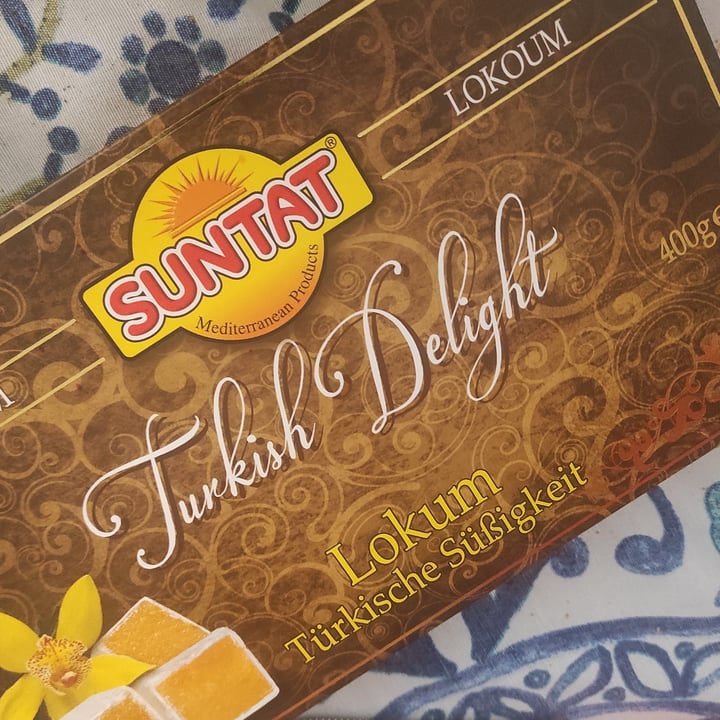 LOKOUM
SUNTAT®
Mediterranean Products
400g
Turkish Delight
Lokum
Türkische Süßigkeit